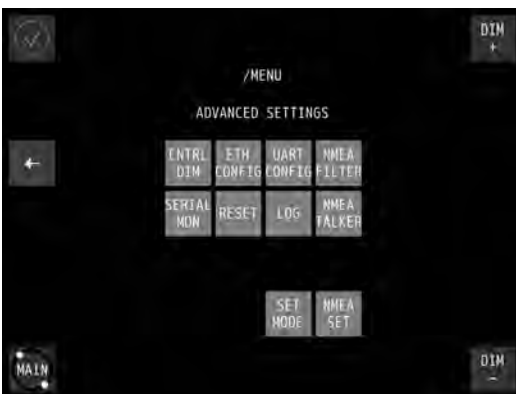 DIM
+
/MENU
ADVANCED SETTINGS
←
CNTRL
DIM
ETH
CONFIG
UART
CONFIG
NMEA
FILTER
SERIAL
MON
RESET
LOG
NMEA
TALKER
SET
MODE
NMEA
SET
MAIN
DIM
-